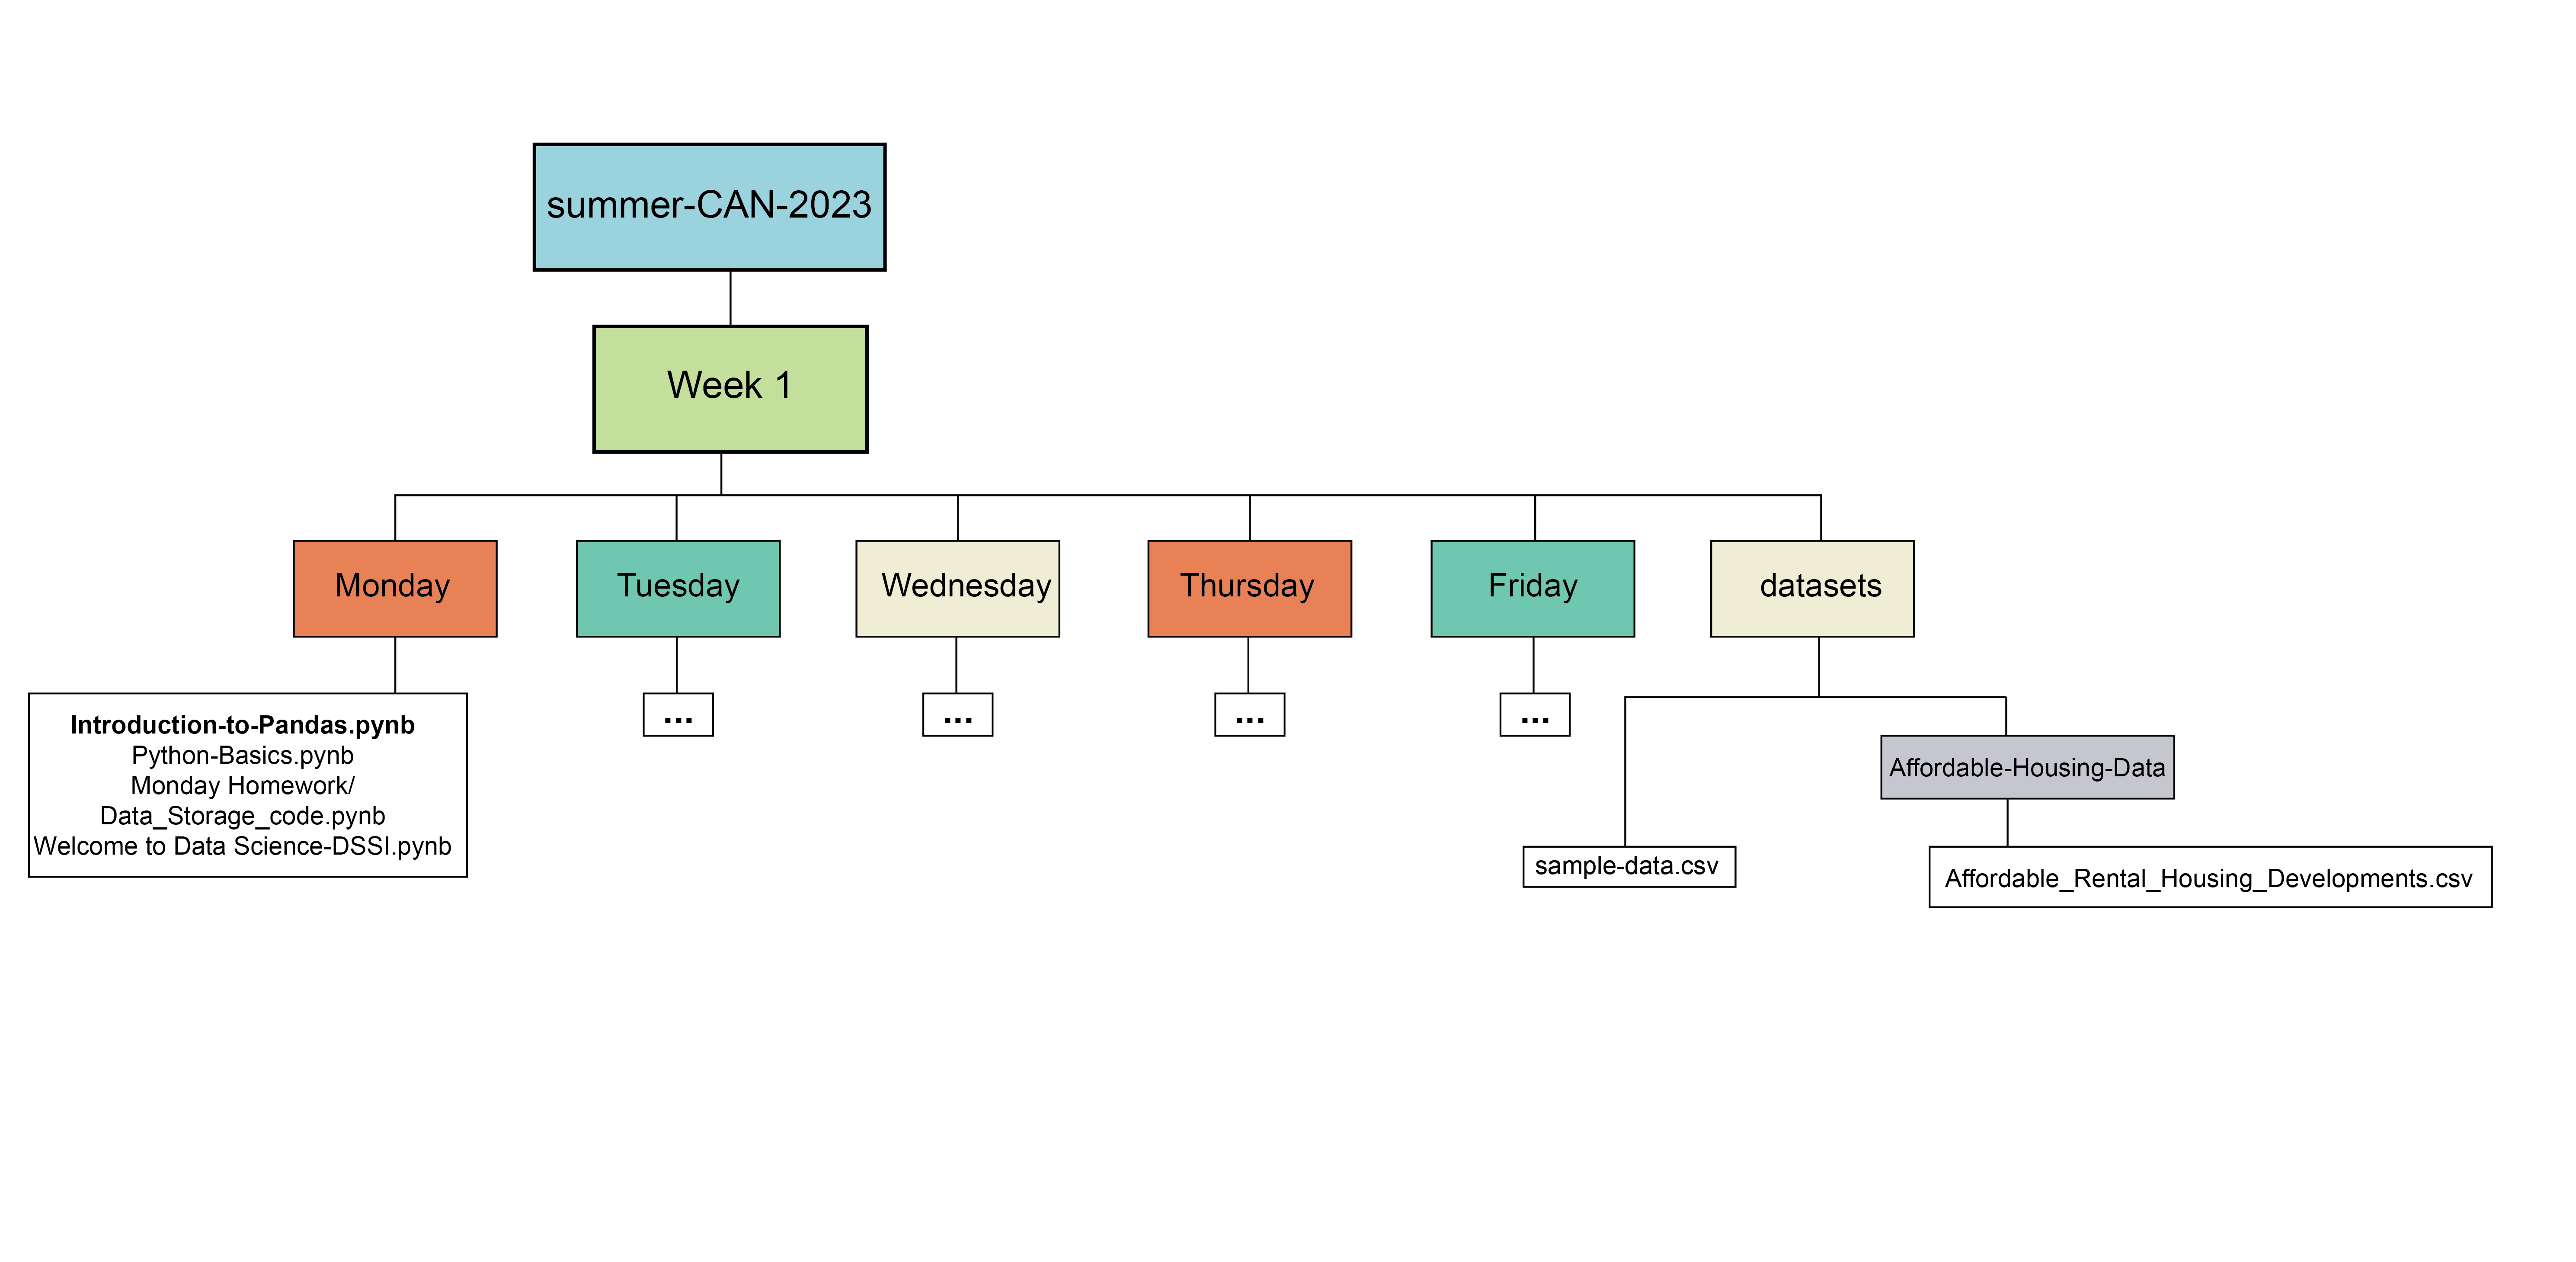 summer-CAN-2023
Week 1
Monday
Tuesday
Wednesday
Thursday
Friday
datasets
Introduction-to-Pandas.pynb
Python-Basics.pynb
Monday Homework/
Data_Storage_code.pynb
Welcome to Data Science-DSSI.pynb
...
...
...
...
Affordable-Housing-Data
sample-data.csv
Affordable_Rental_Housing_Developments.csv